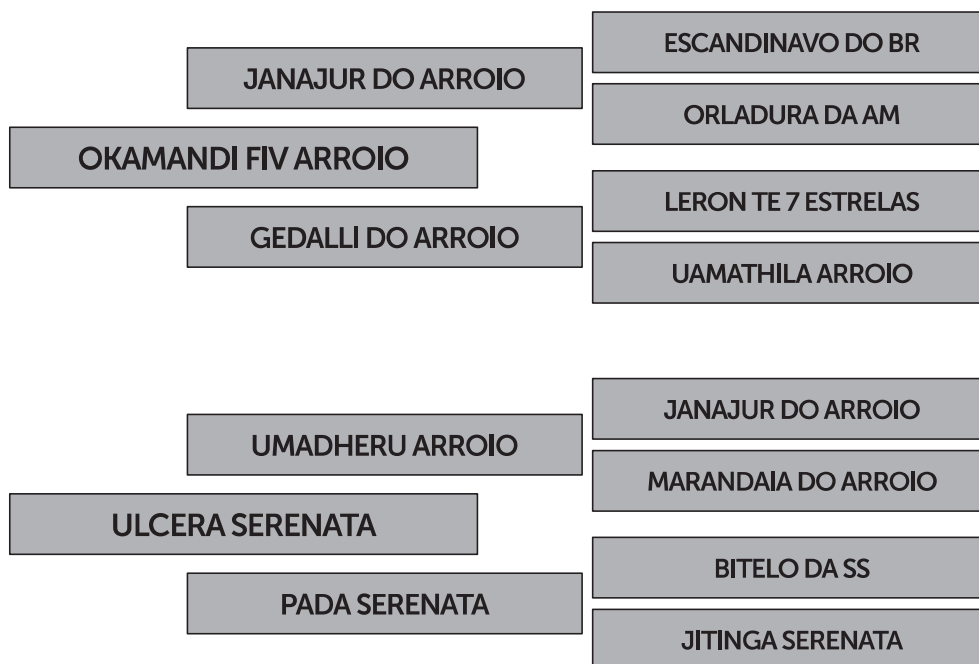 ESCANDINAVO DO BR
JANAJUR DO ARROIO
ORLADURA DA AM
OKAMANDI FIV ARROIO
LERON TE 7 ESTRELAS
GEDALLI DO ARROIO
UAMATHILA ARROIO
JANAJUR DO ARROIO
UMADHERU ARROIO
MARANDAIA DO ARROIO
ULCERA SERENATA
BITELO DA SS
PADA SERENATA
JITINGA SERENATA